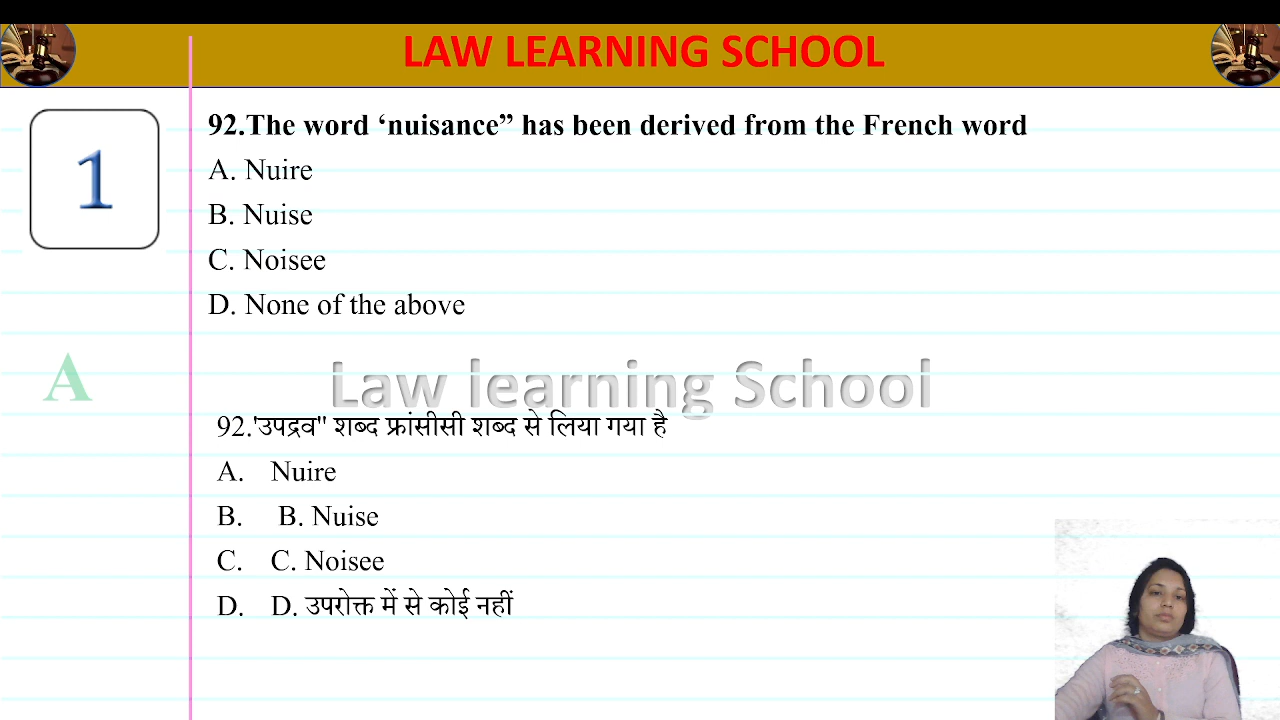 LAW LEARNING SCHOOL
1
92.The word ‘nuisance” has been derived from the French word
A. Nuire
B. Nuise
C. Noisee
D. None of the above
A
Law learning School
92.'उपद्रव" शब्द फ्रांसीसी शब्द से लिया गया है
A. Nuire
B. B. Nuise
C. C. Noisee
D. D. उपरोक्त में से कोई नहीं